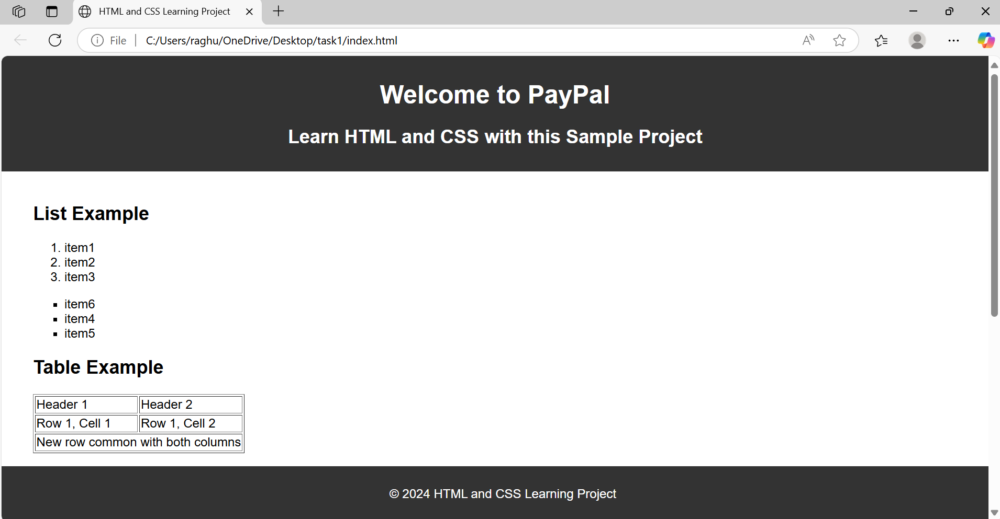 HTML and CSS Learning Project
File C:/Users/raghu/OneDrive/Desktop/task1/index.html
Welcome to PayPal
Learn HTML and CSS with this Sample Project
List Example
1. item1
2. item2
3. item3
▪ item6
▪ item4
▪ item5
Table Example
Header 1 Header 2
Row 1, Cell 1 Row 1, Cell 2
New row common with both columns
© 2024 HTML and CSS Learning Project